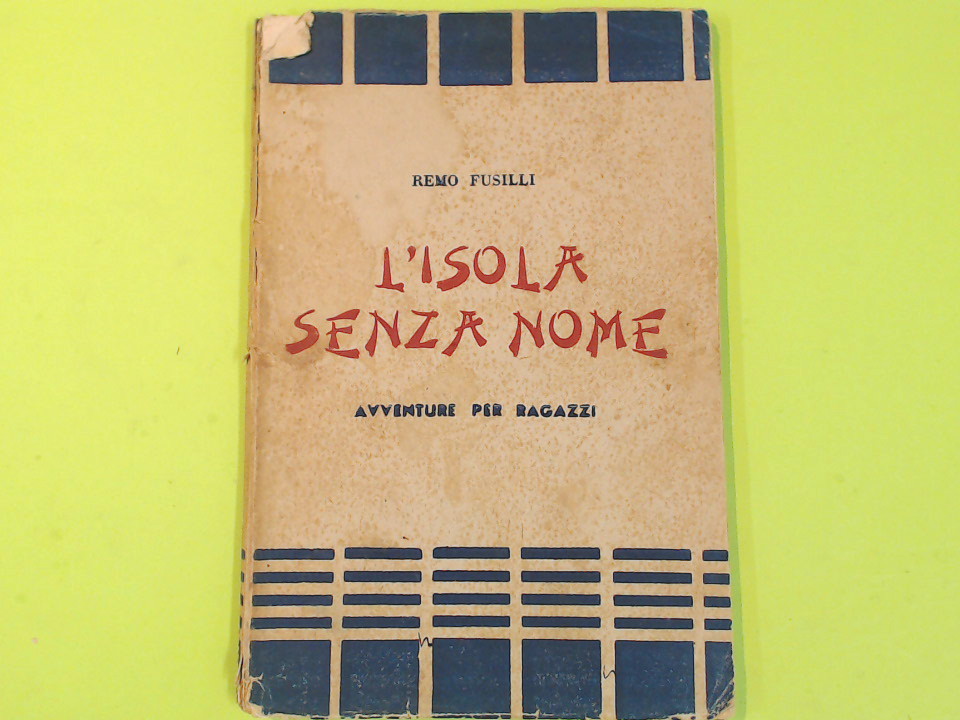 REMO FUSILLI
L'ISOLA
SENZA NOME
AVVENTURE PER RAGAZZI